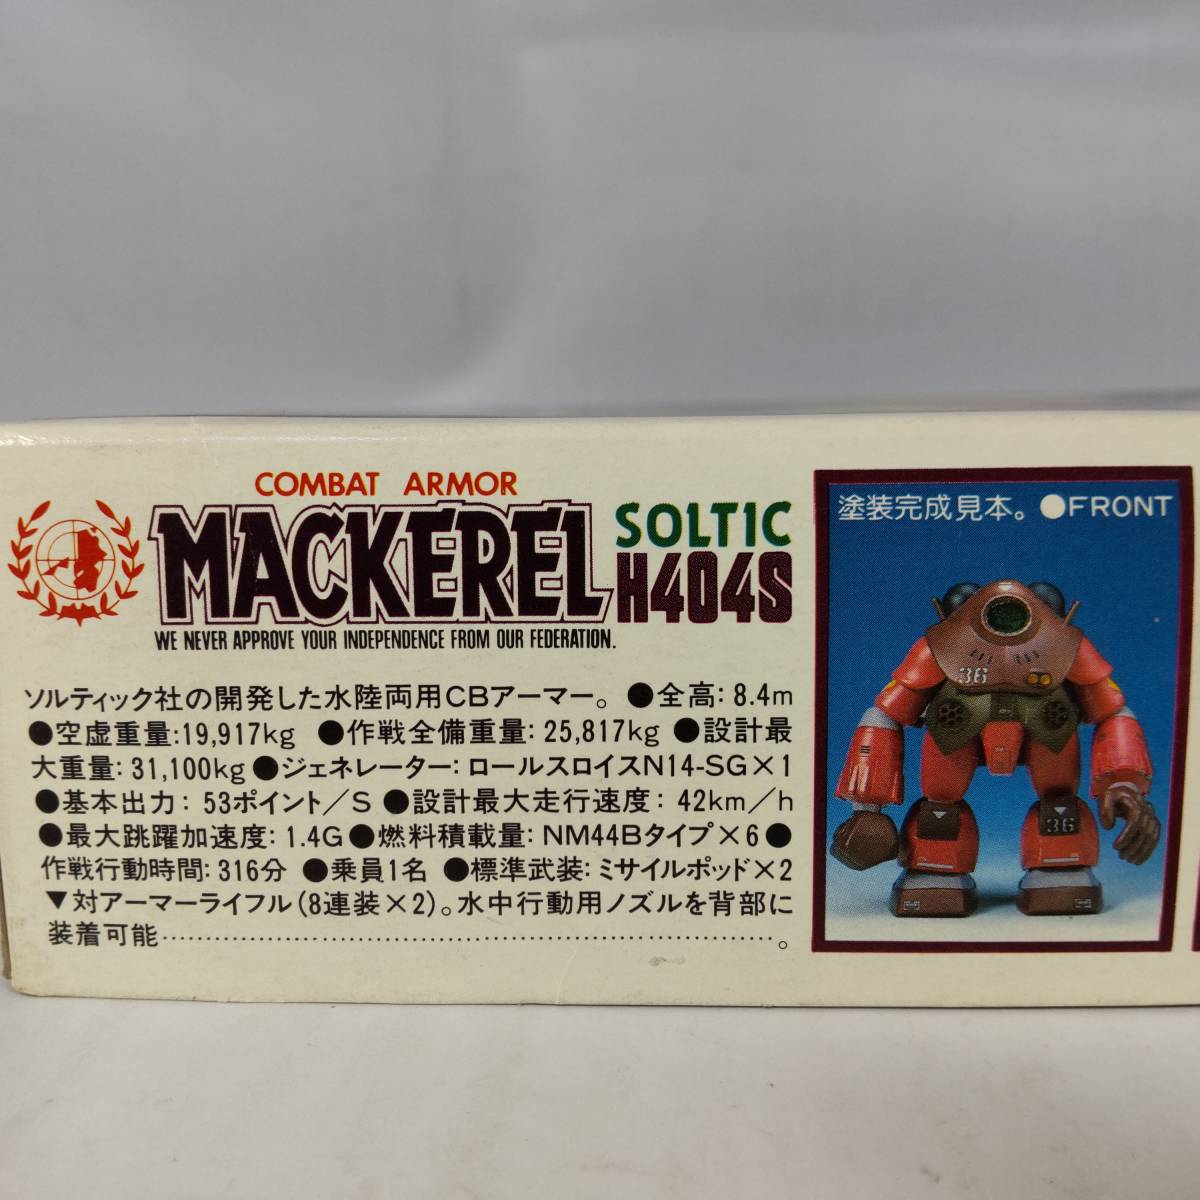 COMBAT ARMOR
MACKEREL
SOLTIC
H404S
WE NEVER APPROVE YOUR INDEPENDENCE FROM OUR FEDERATION.
ソルティック社の開発した水陸両用CBアーマー。●全高:8.4m
●空虚重量:19,917kg ●作戦全備重量:25,817kg ●設計最
大重量:31,100kg●ジェネレーター:ロールスロイスN14-SG×1
●基本出力:53ポイント/S●設計最大走行速度:42km/h
●最大跳躍加速度:1.4G●燃料積載量:NM44Bタイプ×6●
作戦行動時間:316分 ●乗員1名 ●標準武装:ミサイルポッド×2
▼対アーマーライフル(8連装×2)。水中行動用ノズルを背部に
装着可能……………………………………………………。
塗装完成見本。●FRONT
36
36